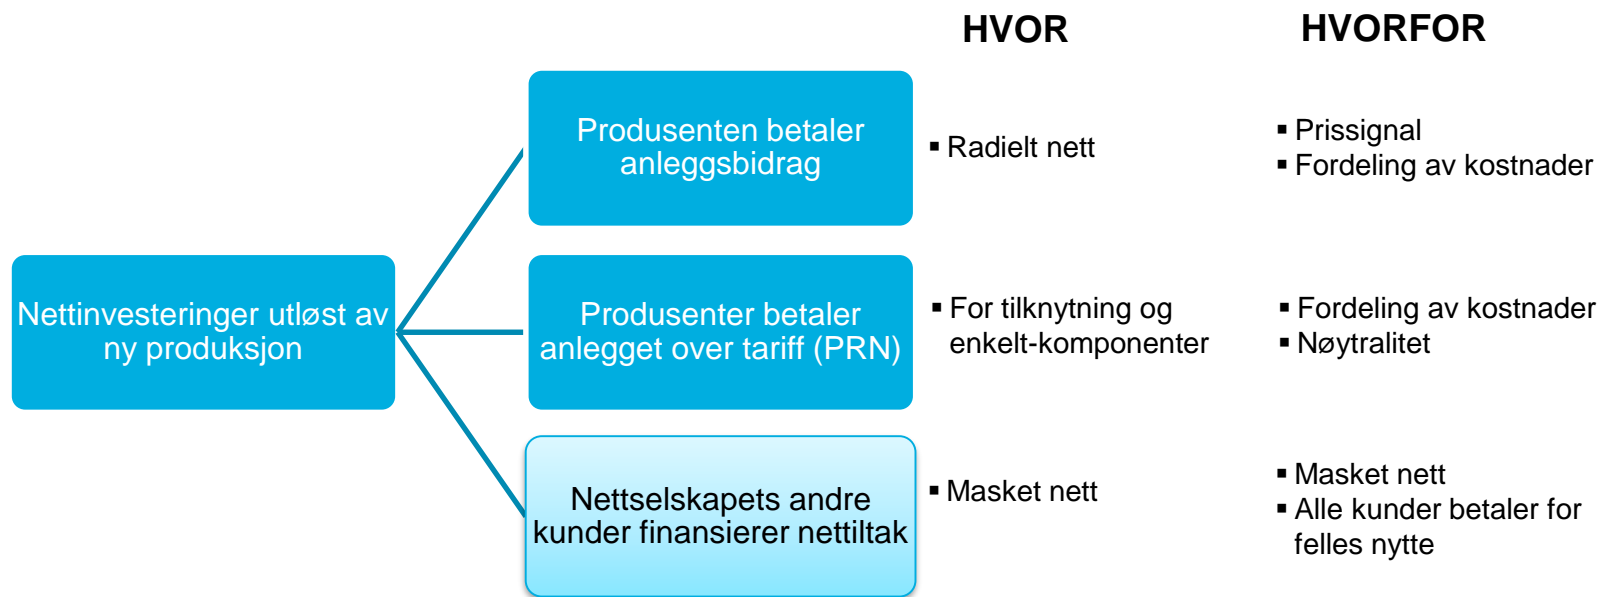 HVOR
HVORFOR
Produsenten betaler
anleggsbidrag
▪ Radielt nett
▪ Prissignal
▪ Fordeling av kostnader
Nettinvesteringer utløst av
ny produksjon
Produsenter betaler
anlegget over tariff (PRN)
▪ For tilknytning og
enkelt-komponenter
▪ Fordeling av kostnader
▪ Nøytralitet
Nettselskapets andre
kunder finansierer nettiltak
▪ Masket nett
▪ Masket nett
▪ Alle kunder betaler for
felles nytte